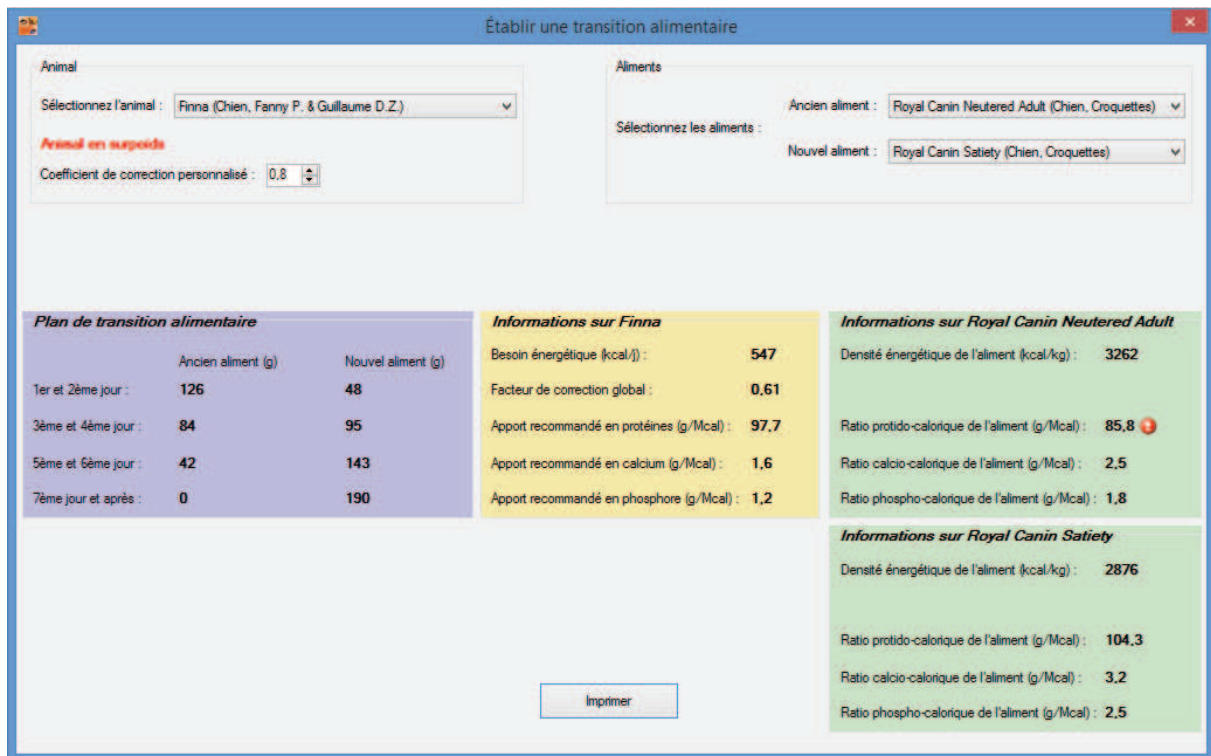 Établir une transition alimentaire
Animal
Sélectionnez l'animal : Finna (Chien, Fanny P. & Guillaume D.Z.)
Animal en surpoids
Coefficient de correction personnalisé : 0,8
Aliments
Sélectionnez les aliments :
Ancien aliment : Royal Canin Neutered Adult (Chien, Croquettes)
Nouvel aliment : Royal Canin Satiety (Chien, Croquettes)
Plan de transition alimentaire
Ancien aliment (g) Nouvel aliment (g)
1er et 2ème jour : 126 48
3ème et 4ème jour : 84 95
5ème et 6ème jour : 42 143
7ème jour et après : 0 190
Informations sur Finna
Besoin énergétique (kcal/j) : 547
Facteur de correction global : 0,61
Apport recommandé en protéines (g/Mcal) : 97,7
Apport recommandé en calcium (g/Mcal) : 1,6
Apport recommandé en phosphore (g/Mcal) : 1,2
Informations sur Royal Canin Neutered Adult
Densité énergétique de l'aliment (kcal/kg) : 3262
Ratio protido-calorique de l'aliment (g/Mcal) : 85,8
Ratio calcio-calorique de l'aliment (g/Mcal) : 2,5
Ratio phospho-calorique de l'aliment (g/Mcal) : 1,8
Informations sur Royal Canin Satiety
Densité énergétique de l'aliment (kcal/kg) : 2876
Ratio protido-calorique de l'aliment (g/Mcal) : 104,3
Ratio calcio-calorique de l'aliment (g/Mcal) : 3,2
Ratio phospho-calorique de l'aliment (g/Mcal) : 2,5
Imprimer